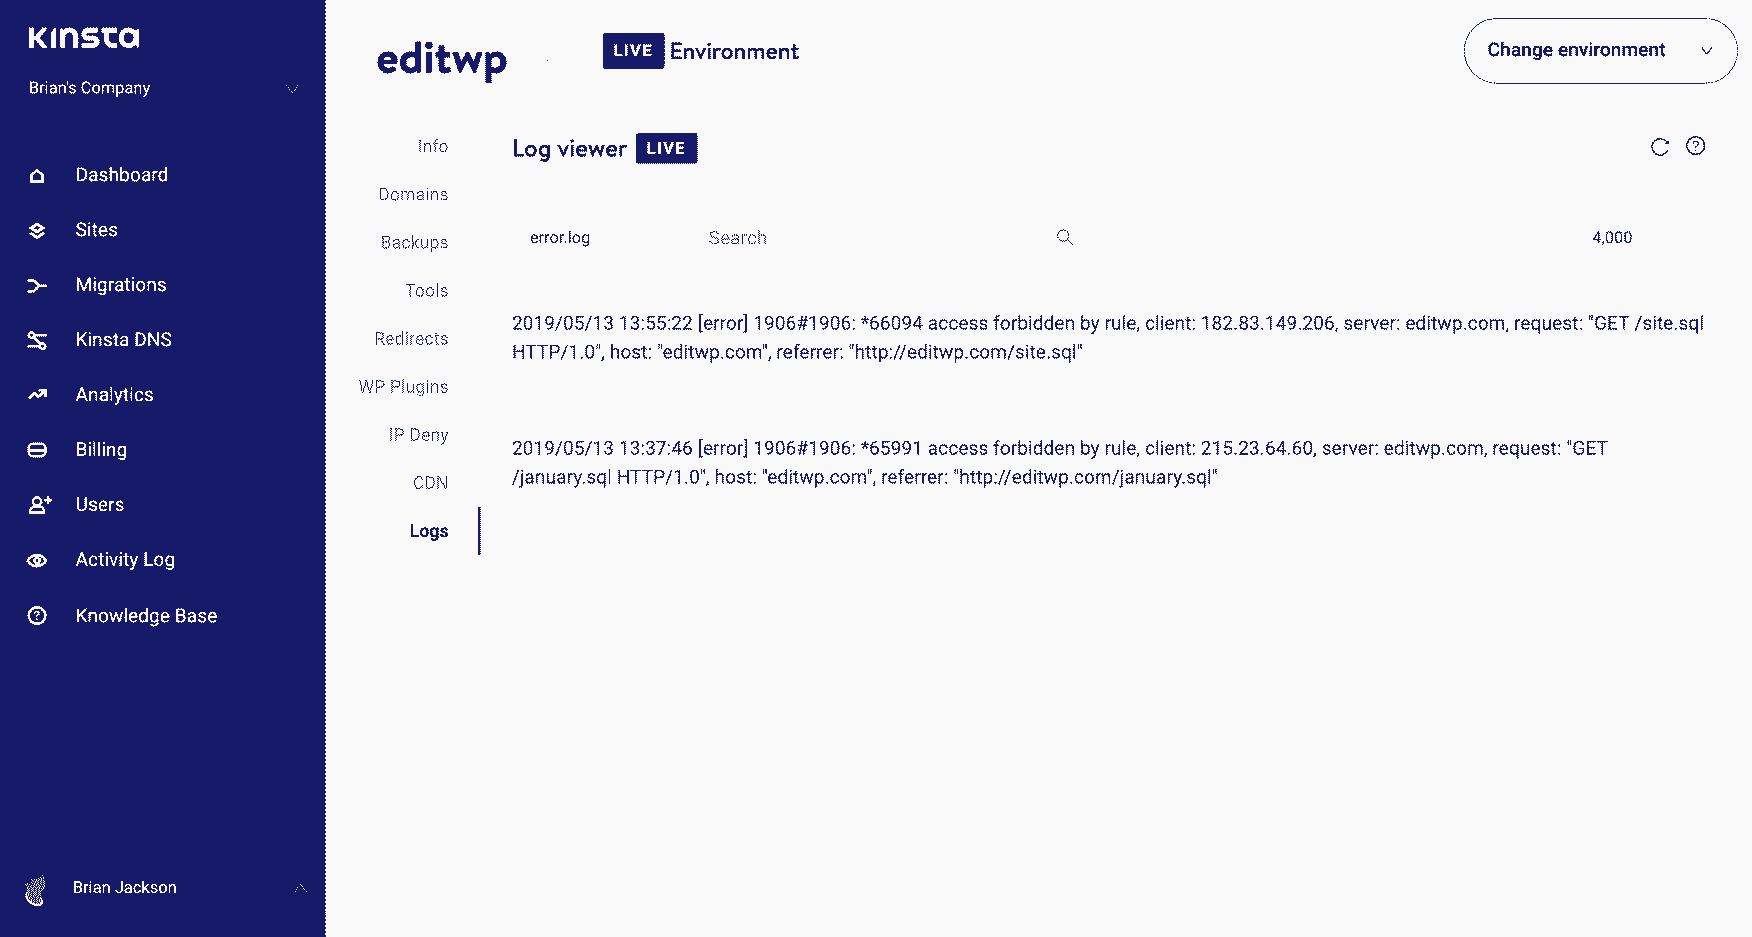 Kinsta
Brian's Company
Dashboard
Sites
Migrations
Kinsta DNS
Analytics
Billing
Users
Activity Log
Knowledge Base
Brian Jackson
editwp
LIVE Environment
Change environment
Info
Domains
Backups
Tools
Redirects
WP Plugins
IP Deny
CDN
Logs
Log viewer LIVE
error.log Search 4,000
2019/05/13 13:55:22 [error] 1906#1906: *66094 access forbidden by rule, client: 182.83.149.206, server: editwp.com, request: "GET /site.sql
HTTP/1.0", host: "editwp.com", referrer: "http://editwp.com/site.sql"
2019/05/13 13:37:46 [error] 1906#1906: *65991 access forbidden by rule, client: 215.23.64.60, server: editwp.com, request: "GET
/january.sql HTTP/1.0", host: "editwp.com", referrer: "http://editwp.com/january.sql"